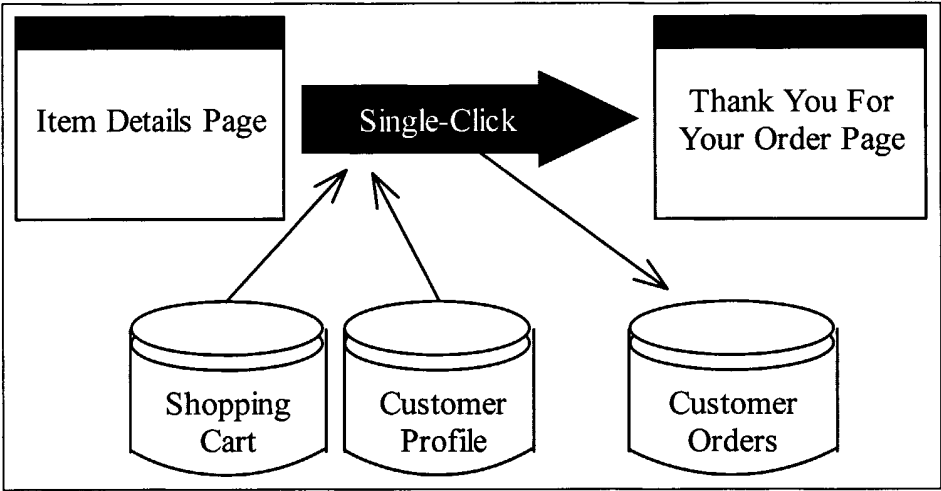 Item Details Page
Single-Click
Thank You For
Your Order Page
Shopping
Cart
Customer
Profile
Customer
Orders